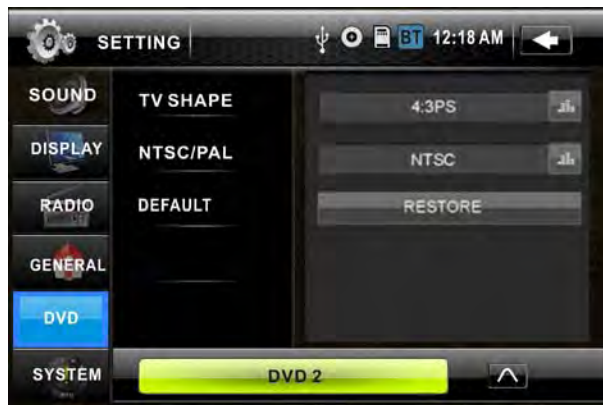 SETTING BT 12:18 AM
SOUND
DISPLAY
RADIO
GENERAL
DVD
SYSTEM
TV SHAPE 4:3PS
NTSC/PAL NTSC
DEFAULT RESTORE
DVD 2